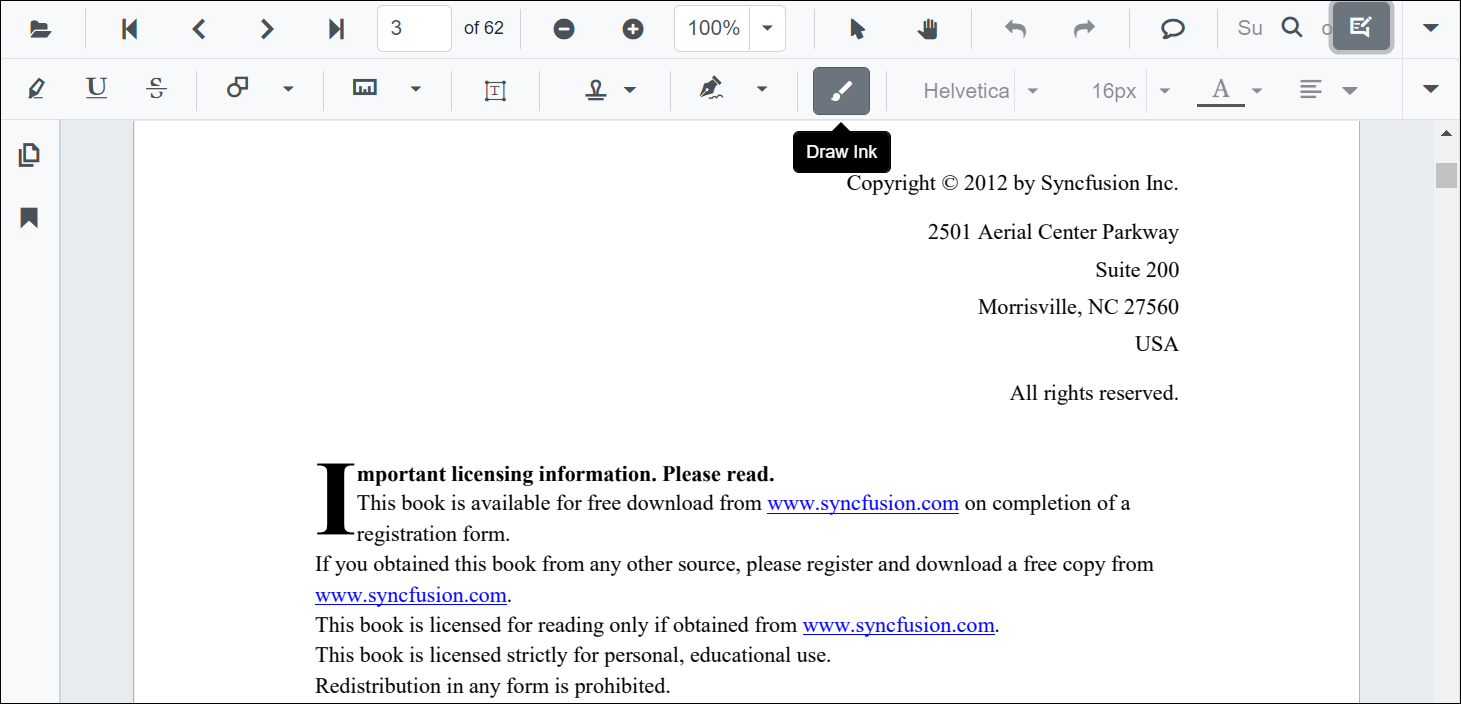 3 of 62 100% Su o
U S T Helvetica 16px A
Draw Ink
Copyright © 2012 by Syncfusion Inc.
2501 Aerial Center Parkway
Suite 200
Morrisville, NC 27560
USA
All rights reserved.
Important licensing information. Please read.
This book is available for free download from www.syncfusion.com on completion of a
registration form.
If you obtained this book from any other source, please register and download a free copy from
www.syncfusion.com.
This book is licensed for reading only if obtained from www.syncfusion.com.
This book is licensed strictly for personal, educational use.
Redistribution in any form is prohibited.